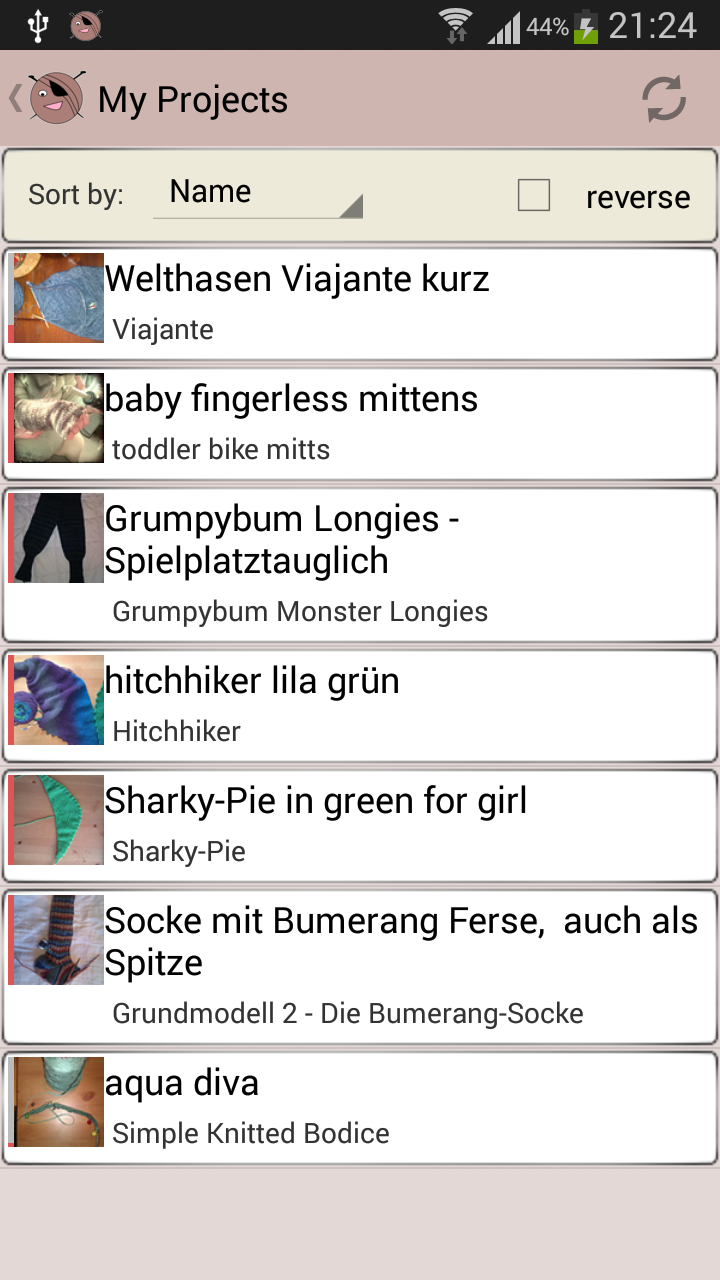 44% 21:24
My Projects
Sort by: Name reverse
Welthasen Viajante kurz
Viajante
baby fingerless mittens
toddler bike mitts
Grumpybum Longies -
Spielplatztauglich
Grumpybum Monster Longies
hitchhiker lila grün
Hitchhiker
Sharky-Pie in green for girl
Sharky-Pie
Socke mit Bumerang Ferse,  auch als
Spitze
Grundmodell 2 - Die Bumerang-Socke
aqua diva
Simple Knitted Bodice